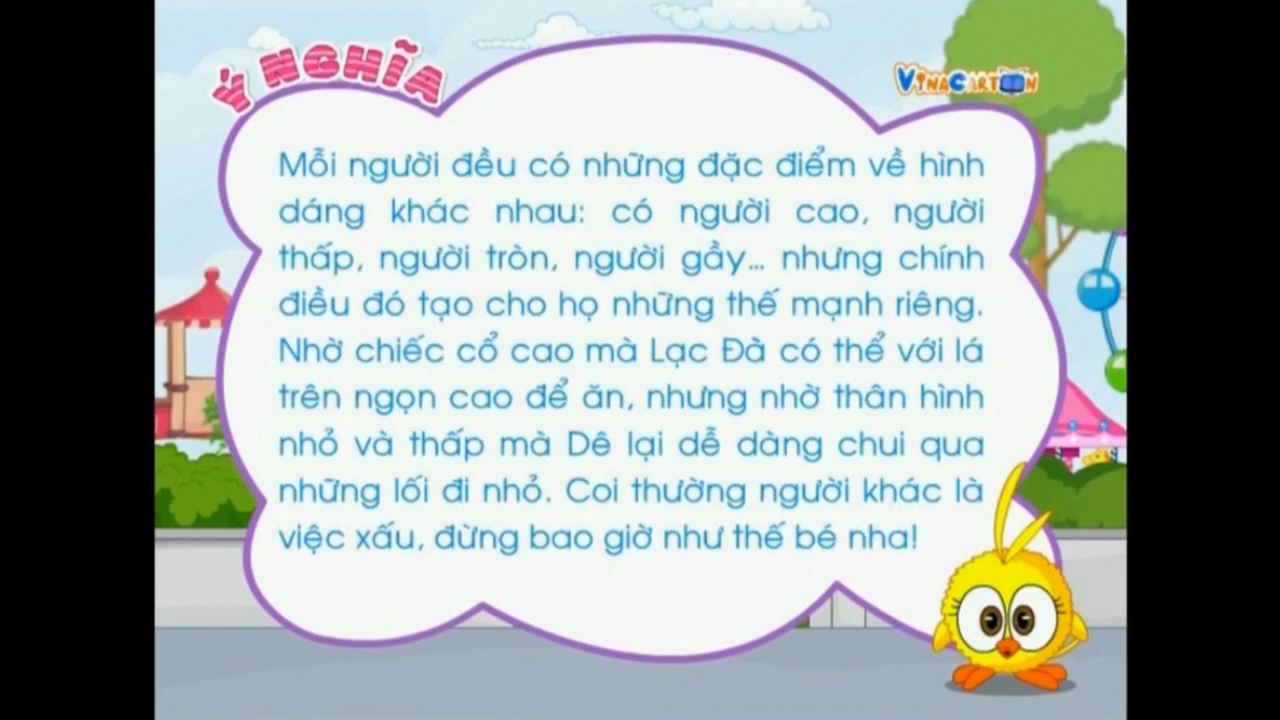 Ý NGHĨA
VINACARTOON
Mỗi người đều có những đặc điểm về hình
dáng khác nhau: có người cao, người
thấp, người tròn, người gầy... nhưng chính
điều đó tạo cho họ những thế mạnh riêng.
Nhờ chiếc cổ cao mà Lạc Đà có thể với lá
trên ngọn cao để ăn, nhưng nhờ thân hình
nhỏ và thấp mà Dê lại dễ dàng chui qua
những lối đi nhỏ. Coi thường người khác là
việc xấu, đừng bao giờ như thế bé nha!